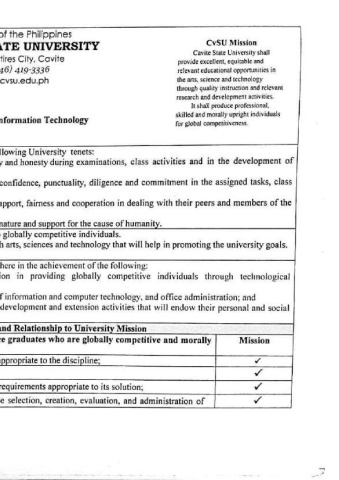 of the Philippines
ATE UNIVERSITY
ires City, Cavite
46) 419-3336
cvsu.edu.ph
nformation Technology
CvSU Mission
Cavite State University shall
provide excellent, equitable and
relevant educational opportunities in
the arts, science and technology
through quality instruction and relevant
research and development activities.
It shall produce professional,
skilled and morally upright individuals
for global competitiveness.
llowing University tenets:
y and honesty during examinations, class activities and in the development of
confidence, punctuality, diligence and commitment in the assigned tasks, class
apport, fairness and cooperation in dealing with their peers and members of the
nature and support for the cause of humanity.
globally competitive individuals.
h arts, sciences and technology that will help in promoting the university goals.
here in the achievement of the following:
ion in providing globally competitive individuals through technological
f information and computer technology, and office administration; and
development and extension activities that will endow their personal and social
and Relationship to University Mission
e graduates who are globally competitive and morally Mission
appropriate to the discipline; ✓
✓
requirements appropriate to its solution; ✓
e selection, creation, evaluation, and administration of ✓